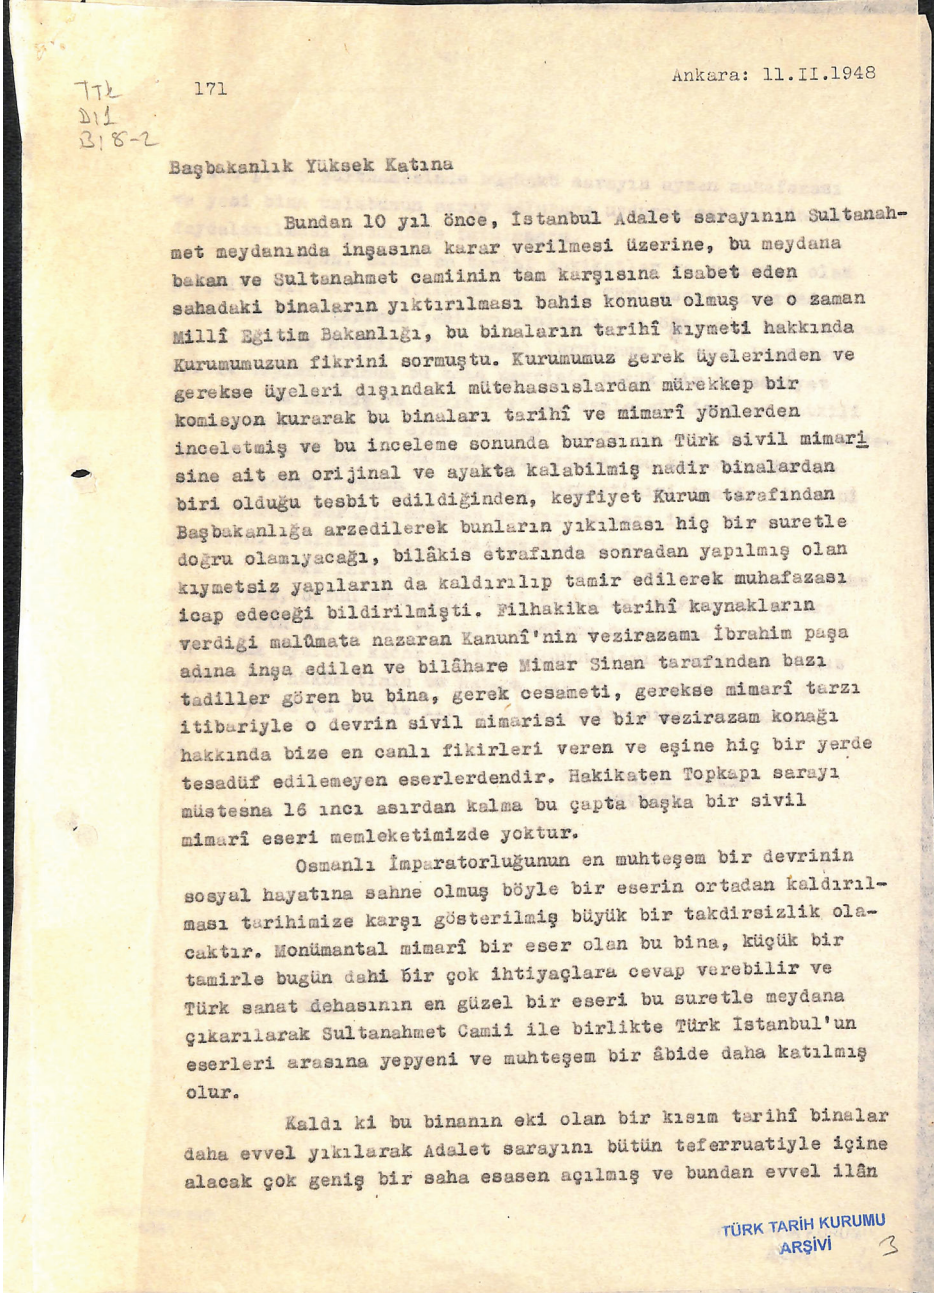 Ankara: 11.II.1948
171
TTK
D11
B18-2
Başbakanlık Yüksek Katına
Bundan 10 yıl önce, İstanbul Adalet sarayının Sultanah-
met meydanında inşasına karar verilmesi üzerine, bu meydana
bakan ve Sultanahmet camiinin tam karşısına isabet eden
sahadaki binaların yıktırılması bahis konusu olmuş ve o zaman
Millî Eğitim Bakanlığı, bu binaların tarihî kıymeti hakkında
Kurumumuzun fikrini sormuştu. Kurumumuz gerek üyelerinden ve
gerekse üyeleri dışındaki mütehassıslardan mürekkep bir
komisyon kurarak bu binaları tarihî ve mimarî yönlerden
inceletmiş ve bu inceleme sonunda burasının Türk sivil mimari
sine ait en orijinal ve ayakta kalabilmiş nadir binalardan
biri olduğu tesbit edildiğinden, keyfiyet Kurum tarafından
Başbakanlığa arzedilerek bunların yıkılması hiç bir suretle
doğru olamıyacağı, bilâkis etrafında sonradan yapılmış olan
kıymetsiz yapıların da kaldırılıp tamir edilerek muhafazası
icap edeceği bildirilmişti. Filhakika tarihî kaynakların
verdiği malûmata nazaran Kanunî'nin vezirazamı İbrahim paşa
adına inşa edilen ve bilâhare Mimar Sinan tarafından bazı
tadiller gören bu bina, gerek cesameti, gerekse mimarî tarzı
itibariyle o devrin sivil mimarisi ve bir vezirazam konağı
hakkında bize en canlı fikirleri veren ve eşine hiç bir yerde
tesadüf edilemeyen eserlerdendir. Hakikaten Topkapı sarayı
müstesna 16 ıncı asırdan kalma bu çapta başka bir sivil
mimarî eseri memleketimizde yoktur.
Osmanlı İmparatorluğunun en muhteşem bir devrinin
sosyal hayatına sahne olmuş böyle bir eserin ortadan kaldırıl-
ması tarihimize karşı gösterilmiş büyük bir takdirsizlik ola-
caktır. Monümantal mimarî bir eser olan bu bina, küçük bir
tamirle bugün dahi bir çok ihtiyaçlara cevap verebilir ve
Türk sanat dehasının en güzel bir eseri bu suretle meydana
çıkarılarak Sultanahmet Camii ile birlikte Türk İstanbul'un
eserleri arasına yepyeni ve muhteşem bir âbide daha katılmış
olur.
Kaldı ki bu binanın eki olan bir kısım tarihî binalar
daha evvel yıkılarak Adalet sarayını bütün teferruatiyle içine
alacak çok geniş bir saha esasen açılmış ve bundan evvel ilân
TÜRK TARİH KURUMU
ARŞİVİ
3